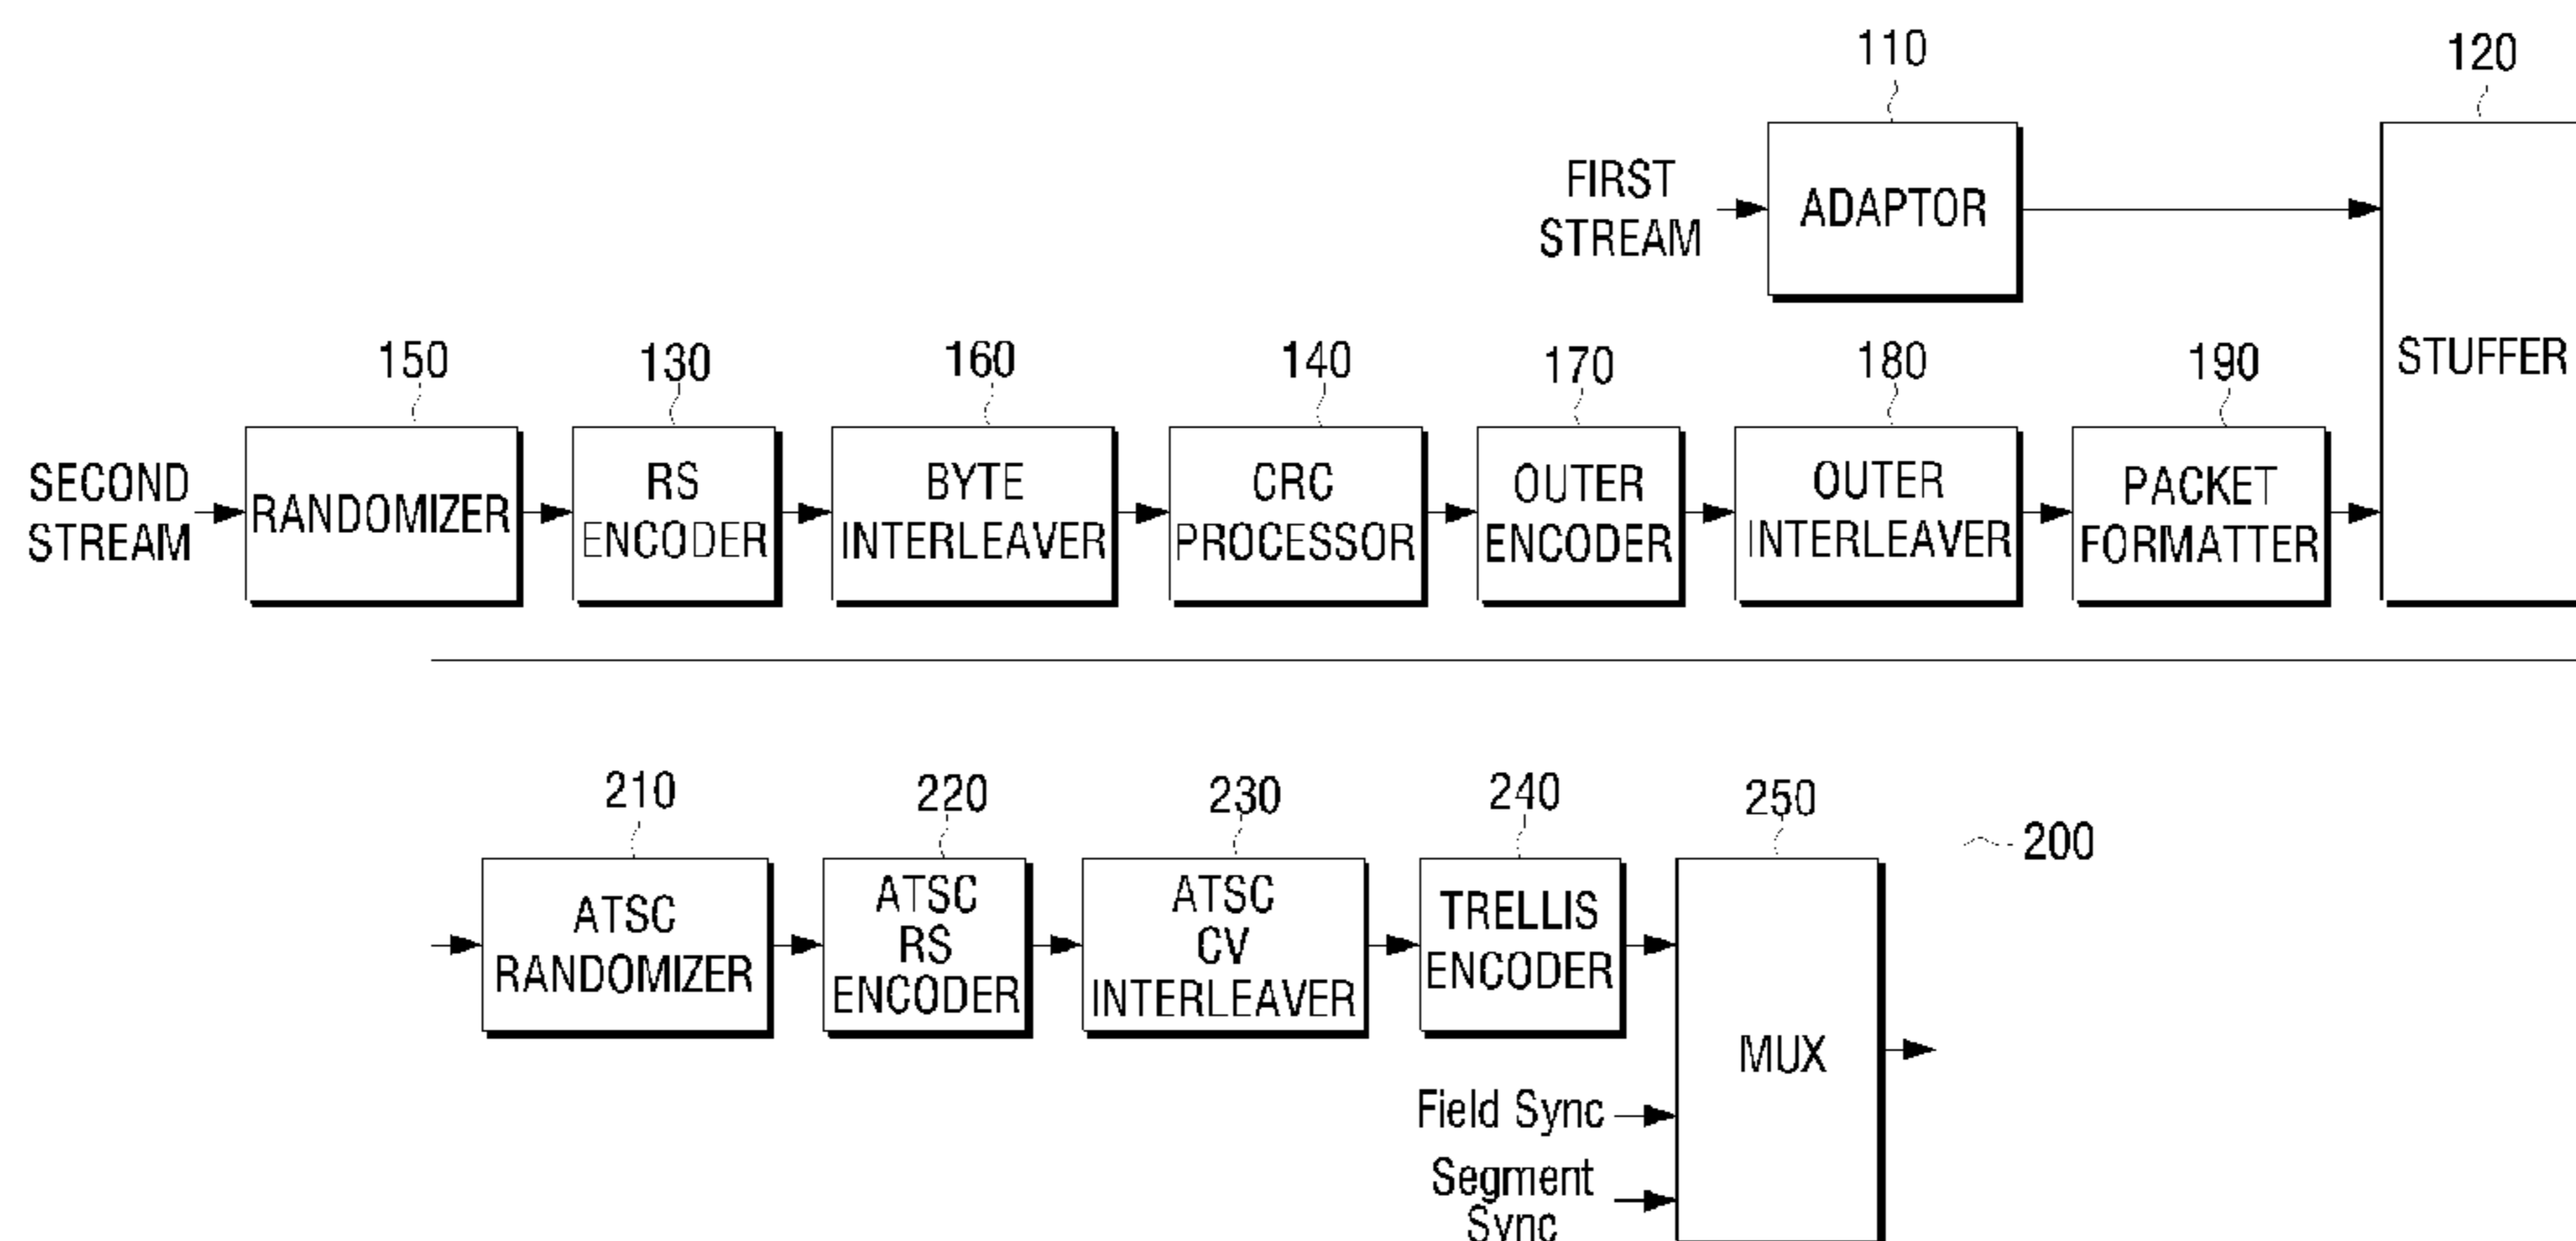 110
120
FIRST
STREAM
ADAPTOR
STUFFER
150
130
160
140
170
180
190
SECOND
STREAM
RANDOMIZER
RS
ENCODER
BYTE
INTERLEAVER
CRC
PROCESSOR
OUTER
ENCODER
OUTER
INTERLEAVER
PACKET
FORMATTER
210
220
230
240
250
200
ATSC
RANDOMIZER
ATSC
RS
ENCODER
ATSC
CV
INTERLEAVER
TRELLIS
ENCODER
MUX
Field Sync
Segment
Sync